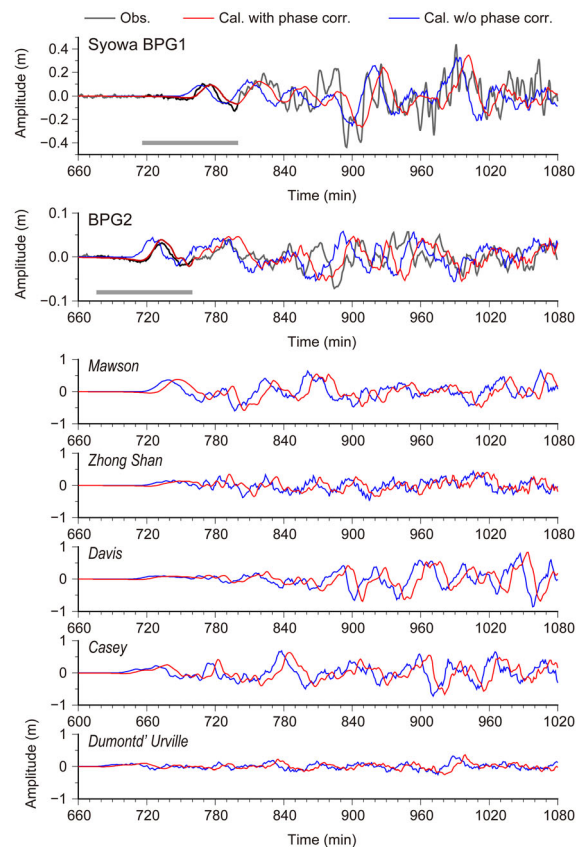 Obs. Cal. with phase corr. Cal. w/o phase corr.
Syowa BPG1
Amplitude (m)
0.4
0.2
0.0
−0.2
−0.4
660 720 780 840 900 960 1020 1080
Time (min)
BPG2
Amplitude (m)
0.1
0.0
−0.1
660 720 780 840 900 960 1020 1080
Time (min)
Mawson
1
0
−1
660 720 780 840 900 960 1020 1080
Zhong Shan
1
0
−1
660 720 780 840 900 960 1020 1080
Davis
1
0
−1
660 720 780 840 900 960 1020 1080
Casey
1
0
−1
660 720 780 840 900 960 1020
Dumontd' Urville
Amplitude (m)
1
0
−1
660 720 780 840 900 960 1020 1080
Time (min)